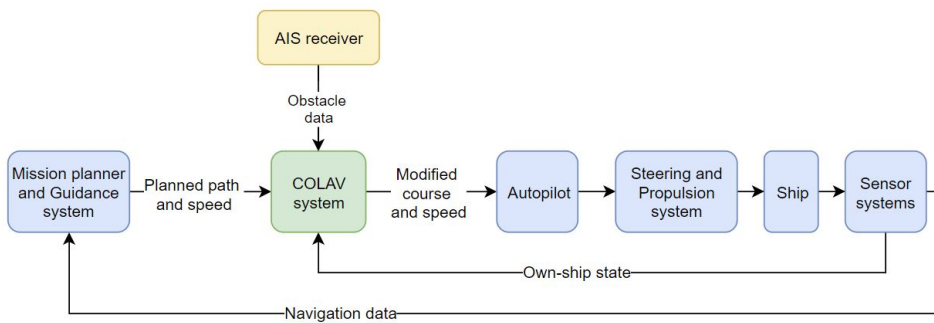 AIS receiver
Obstacle
data
Mission planner
and Guidance
system
Planned path
and speed
COLAV
system
Modified
course
and speed
Autopilot
Steering and
Propulsion
system
Ship
Sensor
systems
Own-ship state
Navigation data